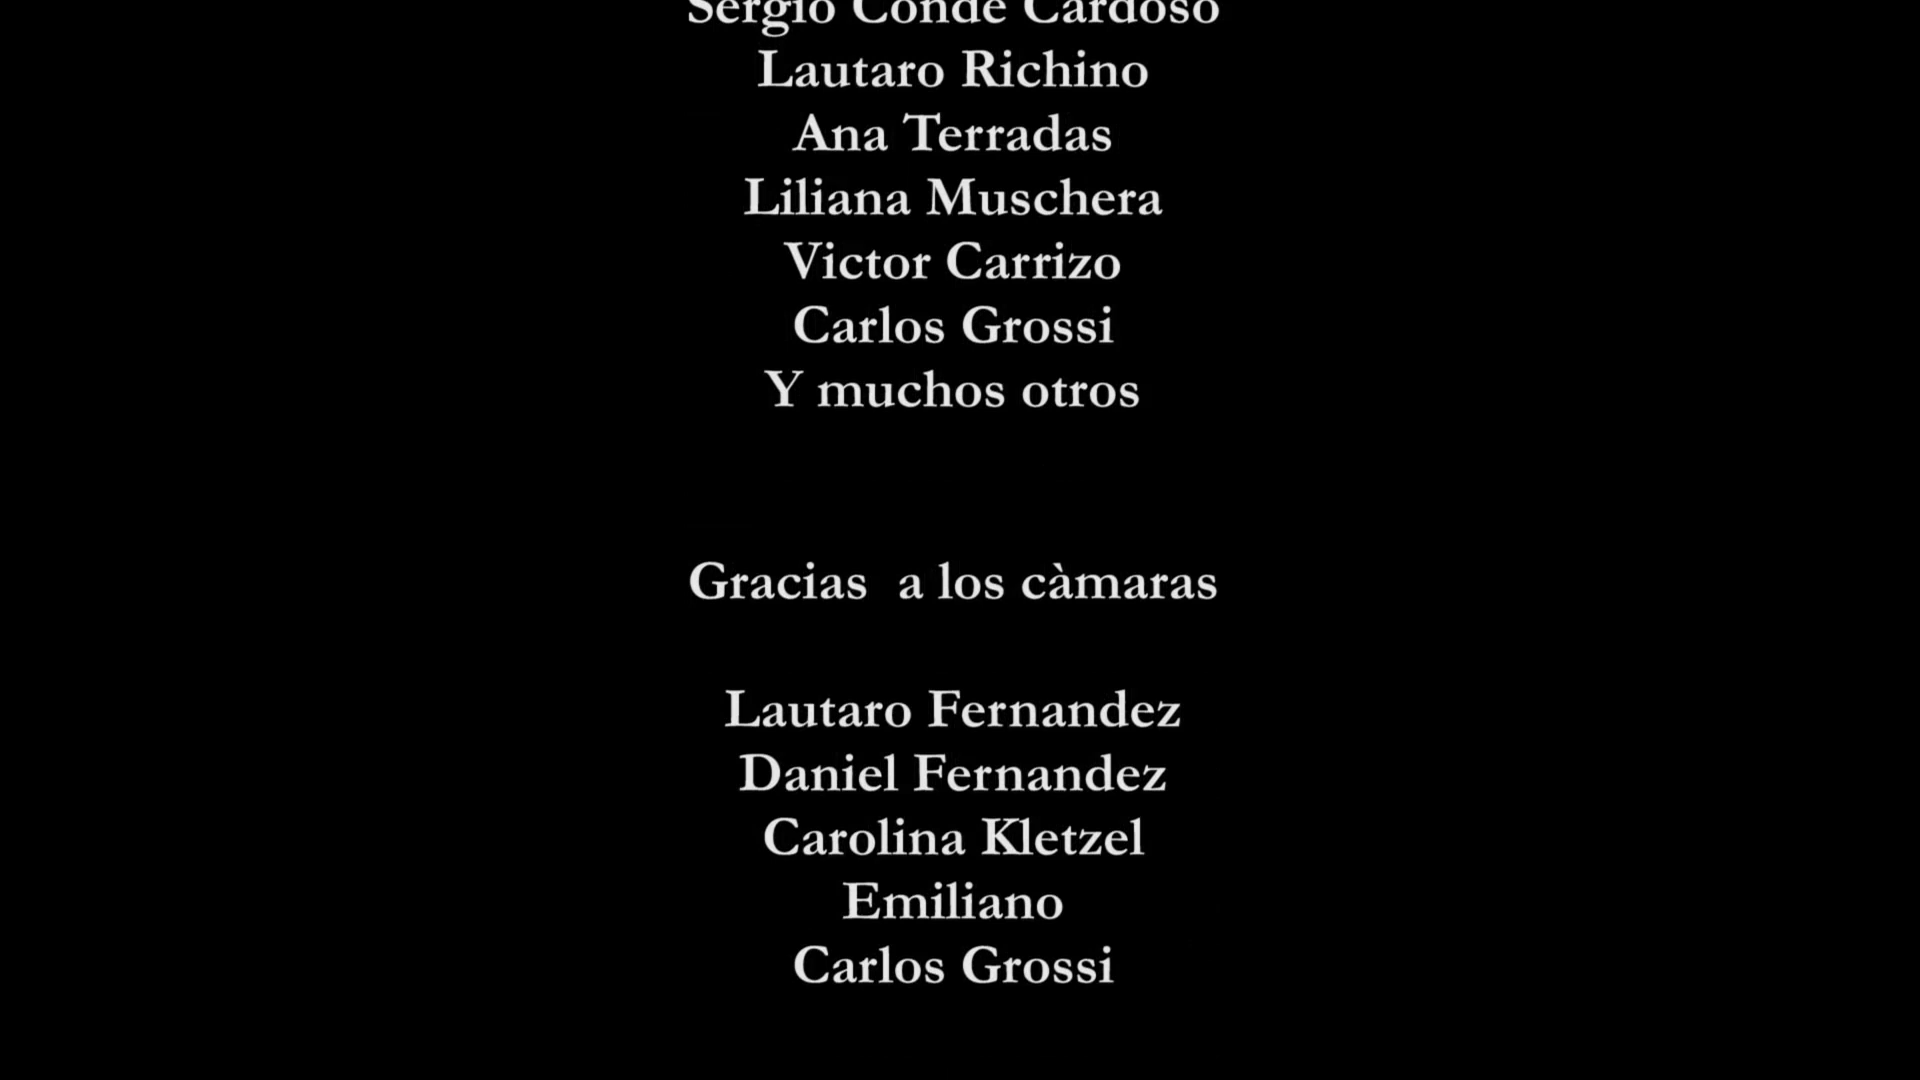 Sergio Conde Cardoso
Lautaro Richino
Ana Terradas
Liliana Muschera
Victor Carrizo
Carlos Grossi
Y muchos otros
Gracias a los càmaras
Lautaro Fernandez
Daniel Fernandez
Carolina Kletzel
Emiliano
Carlos Grossi